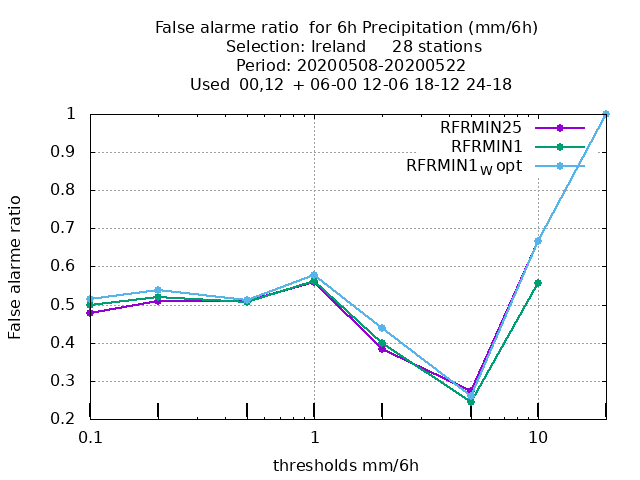 False alarme ratio  for 6h Precipitation (mm/6h)
Selection: Ireland     28 stations
Period: 20200508-20200522
Used  00,12  + 06-00 12-06 18-12 24-18
RFRMIN25
RFRMIN1
RFRMIN1W opt
False alarme ratio
1
0.9
0.8
0.7
0.6
0.5
0.4
0.3
0.2
0.1
1
10
thresholds mm/6h